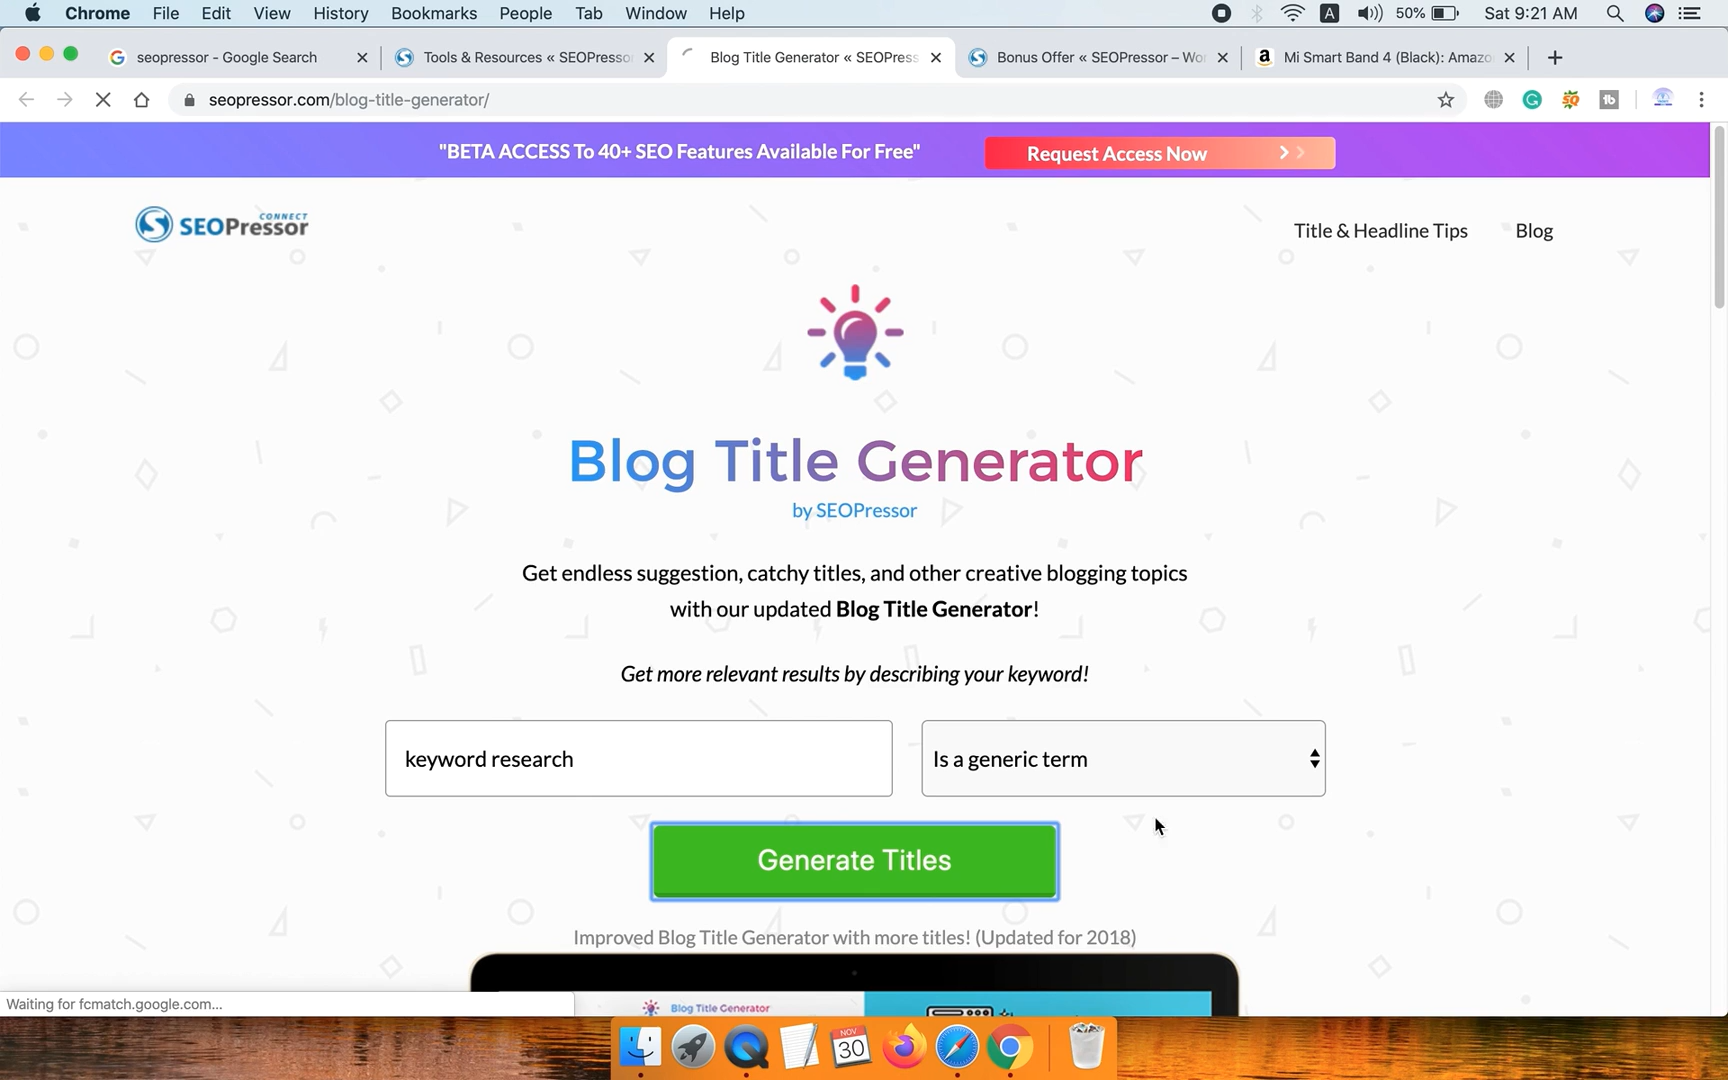 Chrome File Edit View History Bookmarks People Tab Window Help A 50% Sat 9:21 AM
seopressor - Google Search Tools & Resources « SEOPressor Blog Title Generator « SEOPress Bonus Offer « SEOPressor – Wor Mi Smart Band 4 (Black): Amazo
seopressor.com/blog-title-generator/
"BETA ACCESS To 40+ SEO Features Available For Free" Request Access Now
SEOPressor CONNECT
Title & Headline Tips Blog
Blog Title Generator
by SEOPressor
Get endless suggestion, catchy titles, and other creative blogging topics
with our updated Blog Title Generator!
Get more relevant results by describing your keyword!
keyword research Is a generic term
Generate Titles
Improved Blog Title Generator with more titles! (Updated for 2018)
Waiting for fcmatch.google.com...
Blog Title Generator
NOV
30